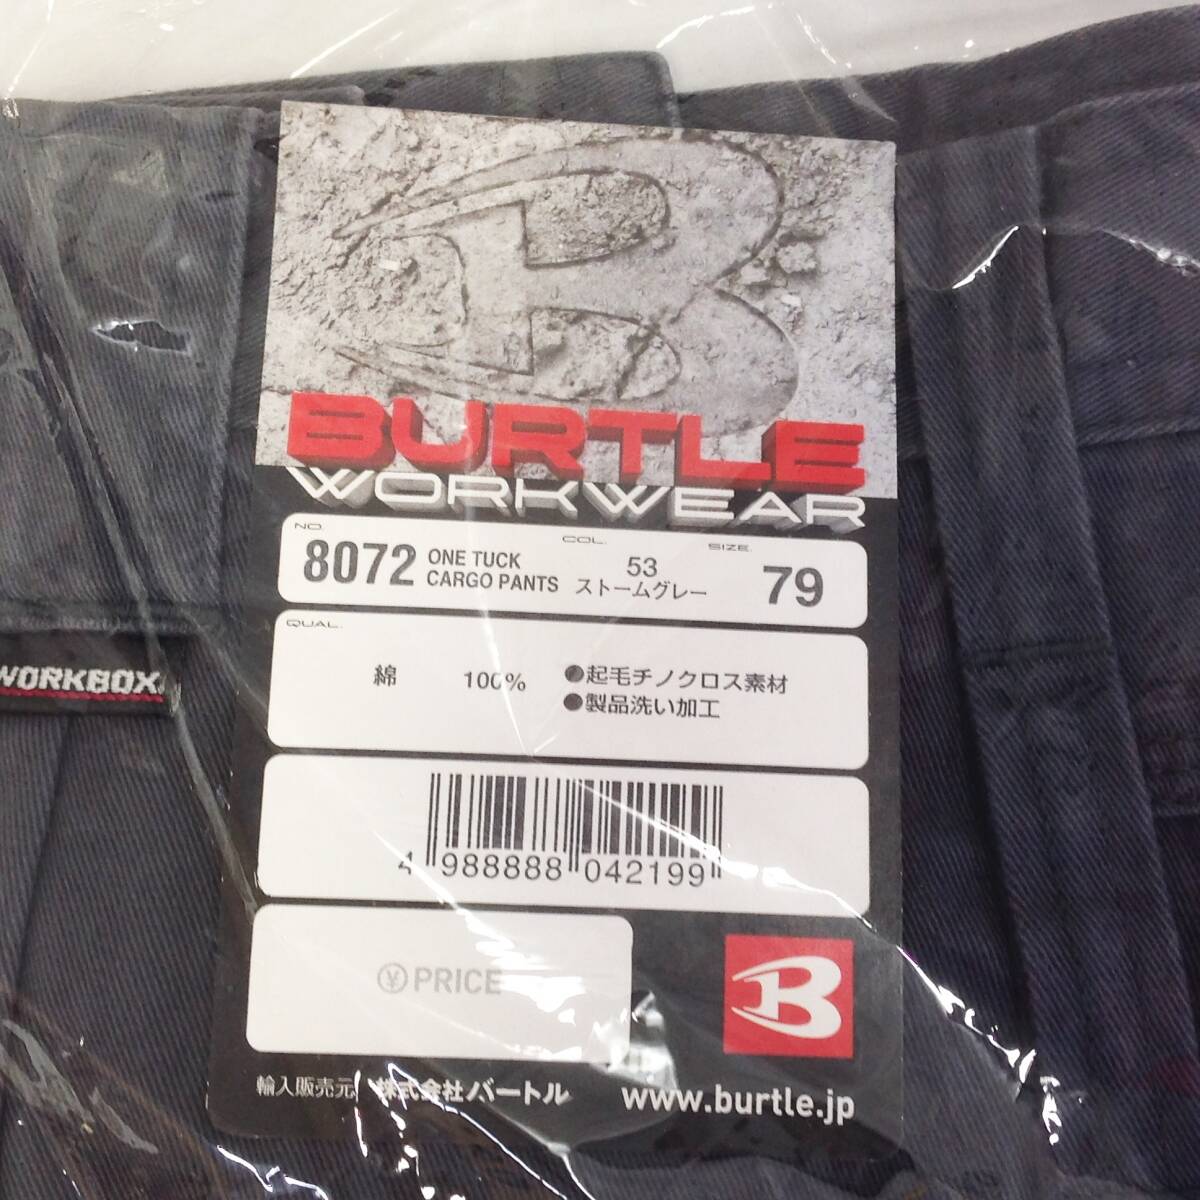 BURTLE
WORKWEAR
NO.
8072
ONE TUCK
CARGO PANTS
COL.
53
ストームグレー
SIZE.
79
WORKBOX
QUAL.
綿 100%
●起毛チノクロス素材
●製品洗い加工
4 988888 042199
¥ PRICE
B
輸入販売元 株式会社バートル
www.burtle.jp